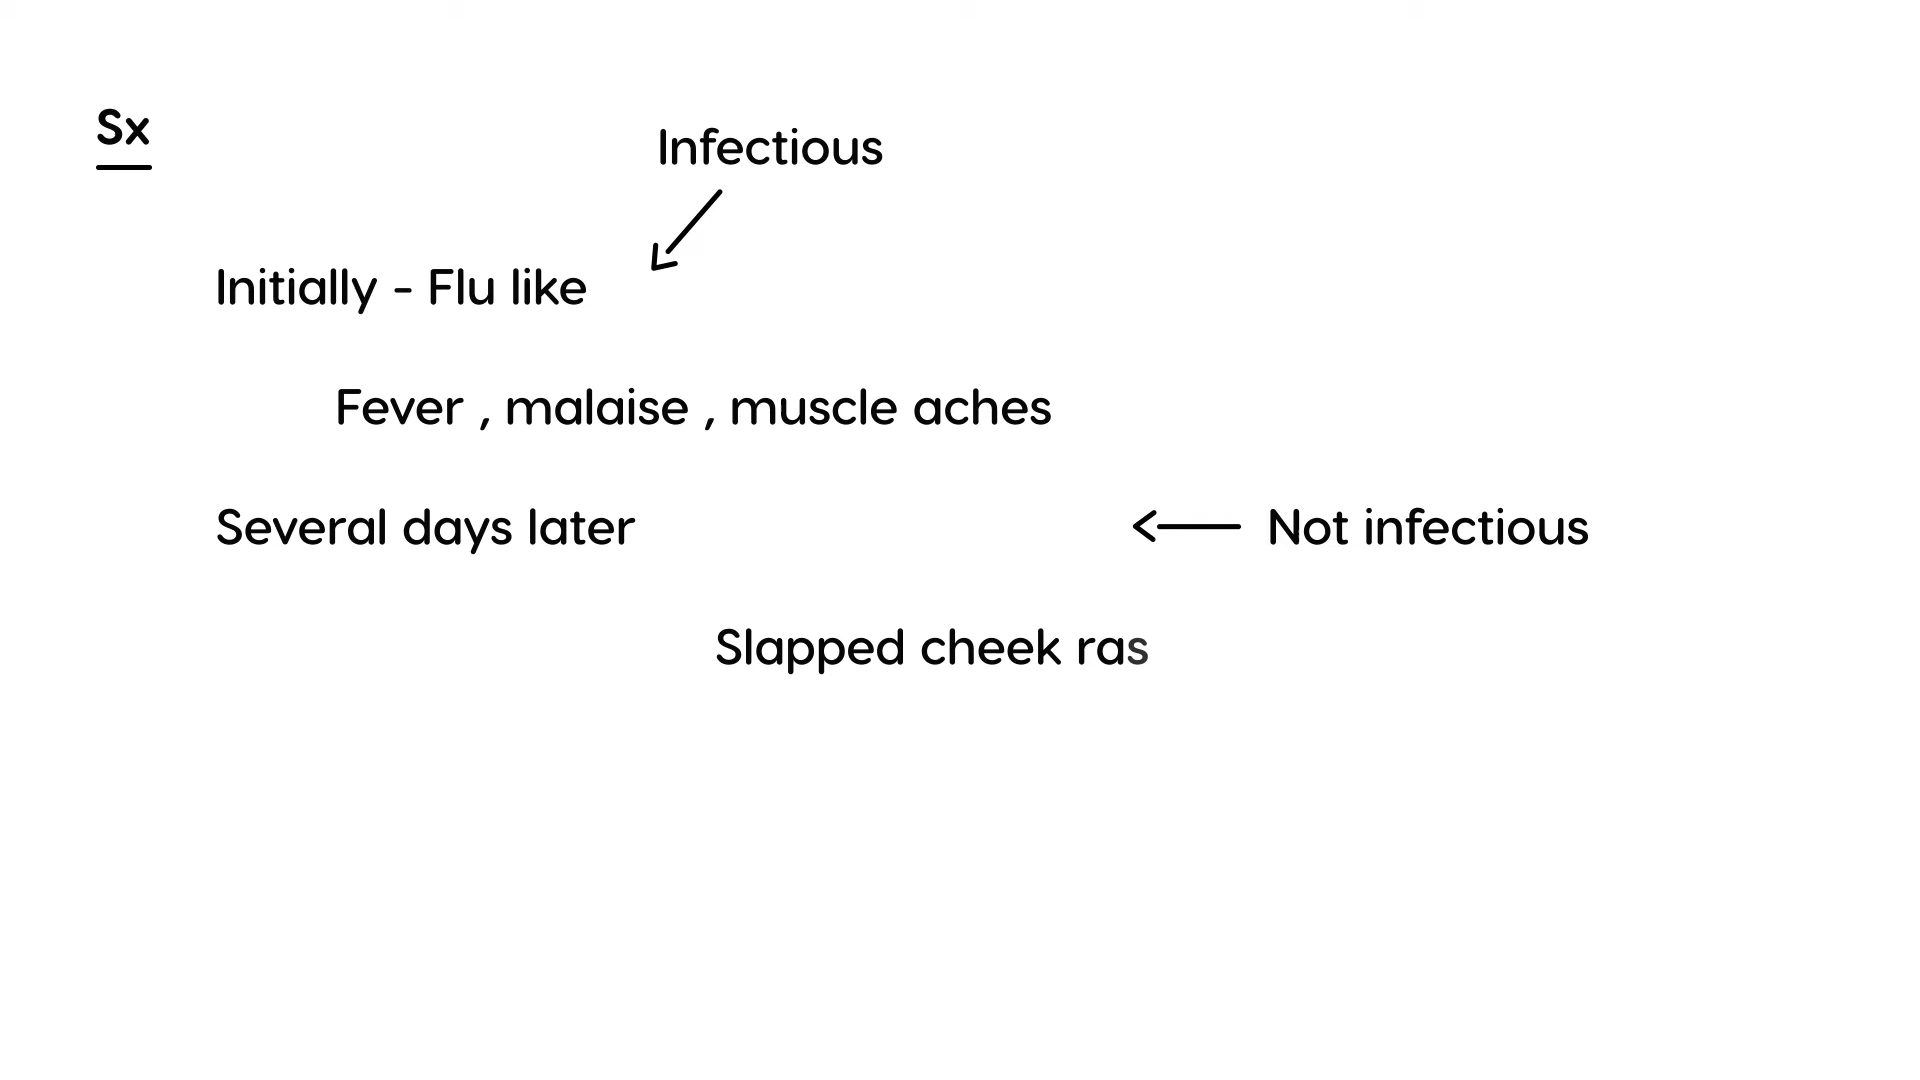 Sx
Infectious
Initially - Flu like
Fever , malaise , muscle aches
Several days later
Not infectious
Slapped cheek ras